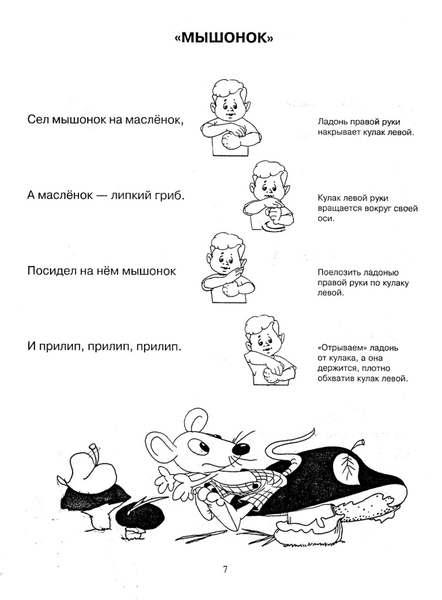 «МЫШОНОК»
Сел мышонок на маслёнок,
Ладонь правой руки
накрывает кулак левой.
А маслёнок — липкий гриб.
Кулак левой руки
вращается вокруг своей
оси.
Посидел на нём мышонок
Поелозить ладонью
правой руки по кулаку
левой.
И прилип, прилип, прилип.
«Отрываем» ладонь
от кулака, а она
держится, плотно
обхватив кулак левой.
7